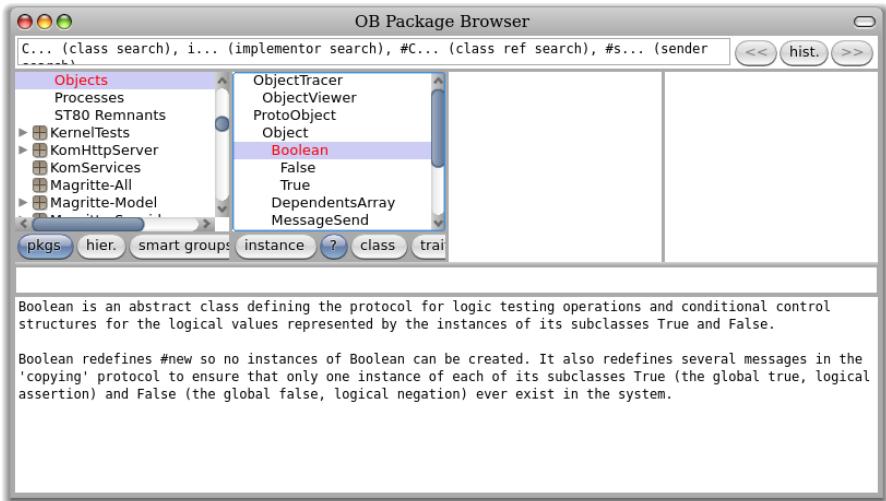 OB Package Browser
C... (class search), i... (implementor search), #C... (class ref search), #s... (sender
<<
hist.
>>
Objects
Processes
ST80 Remnants
KernelTests
KomHttpServer
KomServices
Magritte-All
Magritte-Model
ObjectTracer
ObjectViewer
ProtoObject
Object
Boolean
False
True
DependentsArray
MessageSend
pkgs
hier.
smart groups
instance
?
class
trai
Boolean is an abstract class defining the protocol for logic testing operations and conditional control
structures for the logical values represented by the instances of its subclasses True and False.
Boolean redefines #new so no instances of Boolean can be created. It also redefines several messages in the
'copying' protocol to ensure that only one instance of each of its subclasses True (the global true, logical
assertion) and False (the global false, logical negation) ever exist in the system.